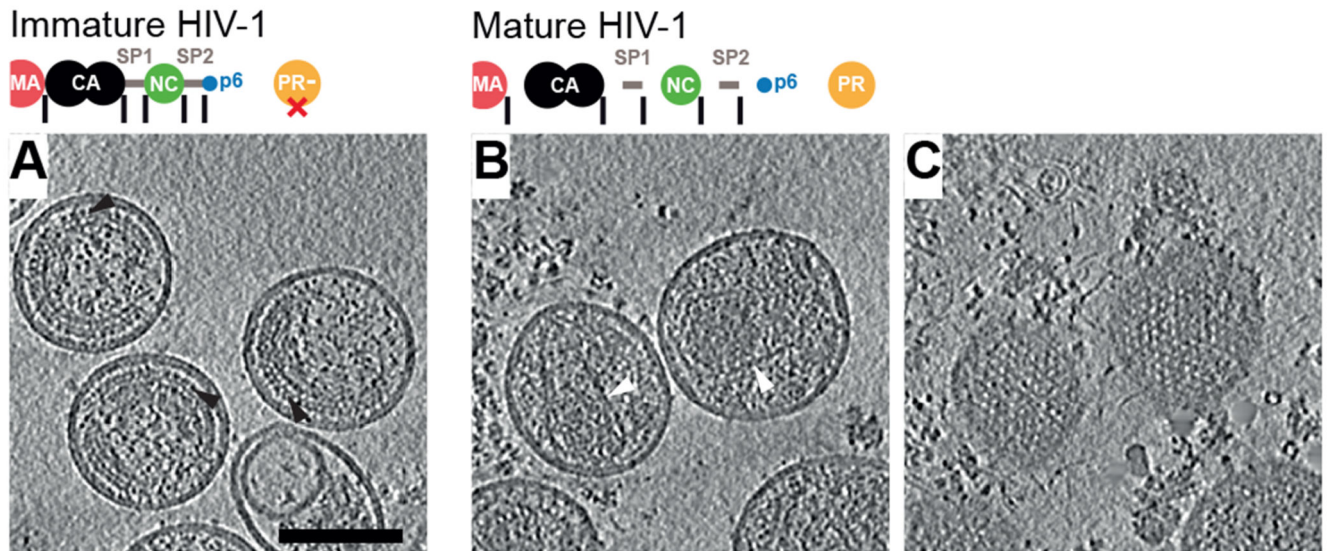 Immature HIV-1
SP1 SP2
MA CA NC p6 PR-
A
Mature HIV-1
SP1 SP2
MA CA NC p6 PR
B
C